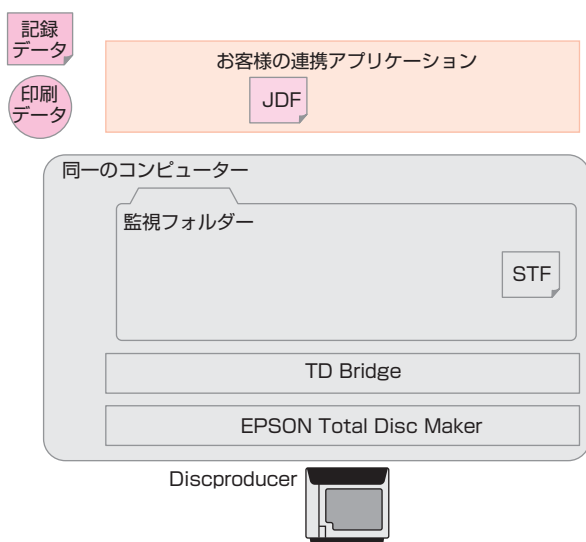 記録
データ
印刷
データ
お客様の連携アプリケーション
JDF
同一のコンピューター
監視フォルダー
STF
TD Bridge
EPSON Total Disc Maker
Discproducer